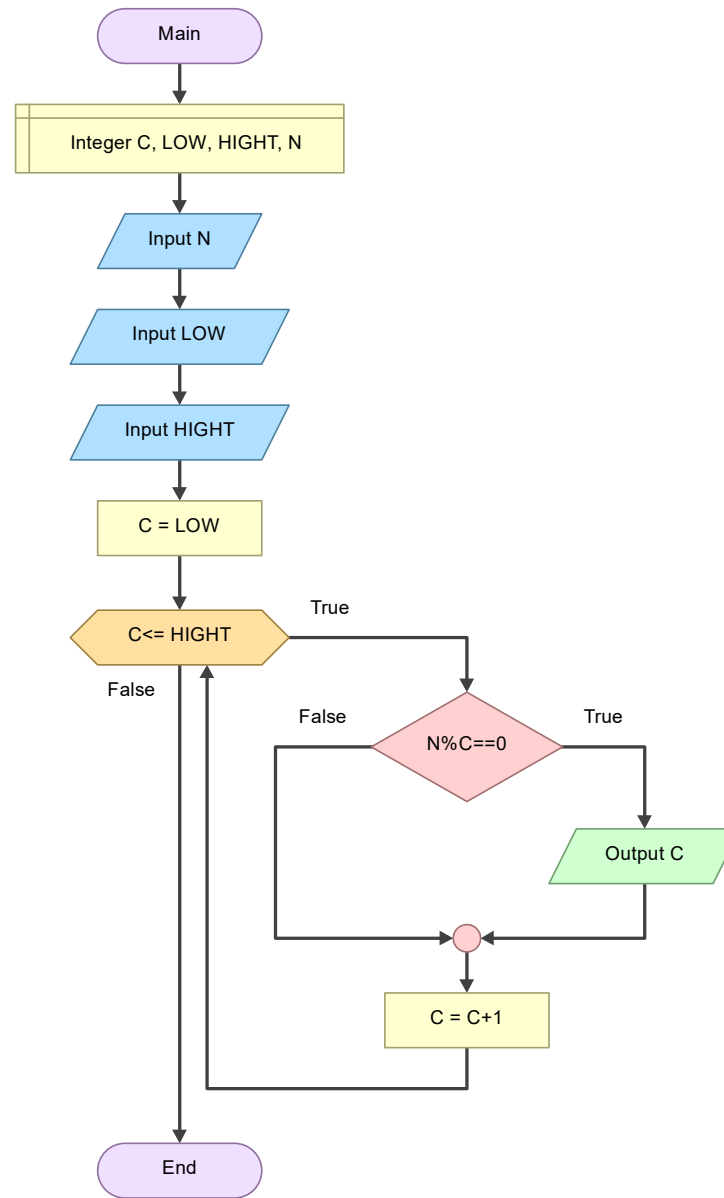 Main
Integer C, LOW, HIGHT, N
Input N
Input LOW
Input HIGHT
C = LOW
C<= HIGHT
True
False
N%C==0
False
True
Output C
C = C+1
End